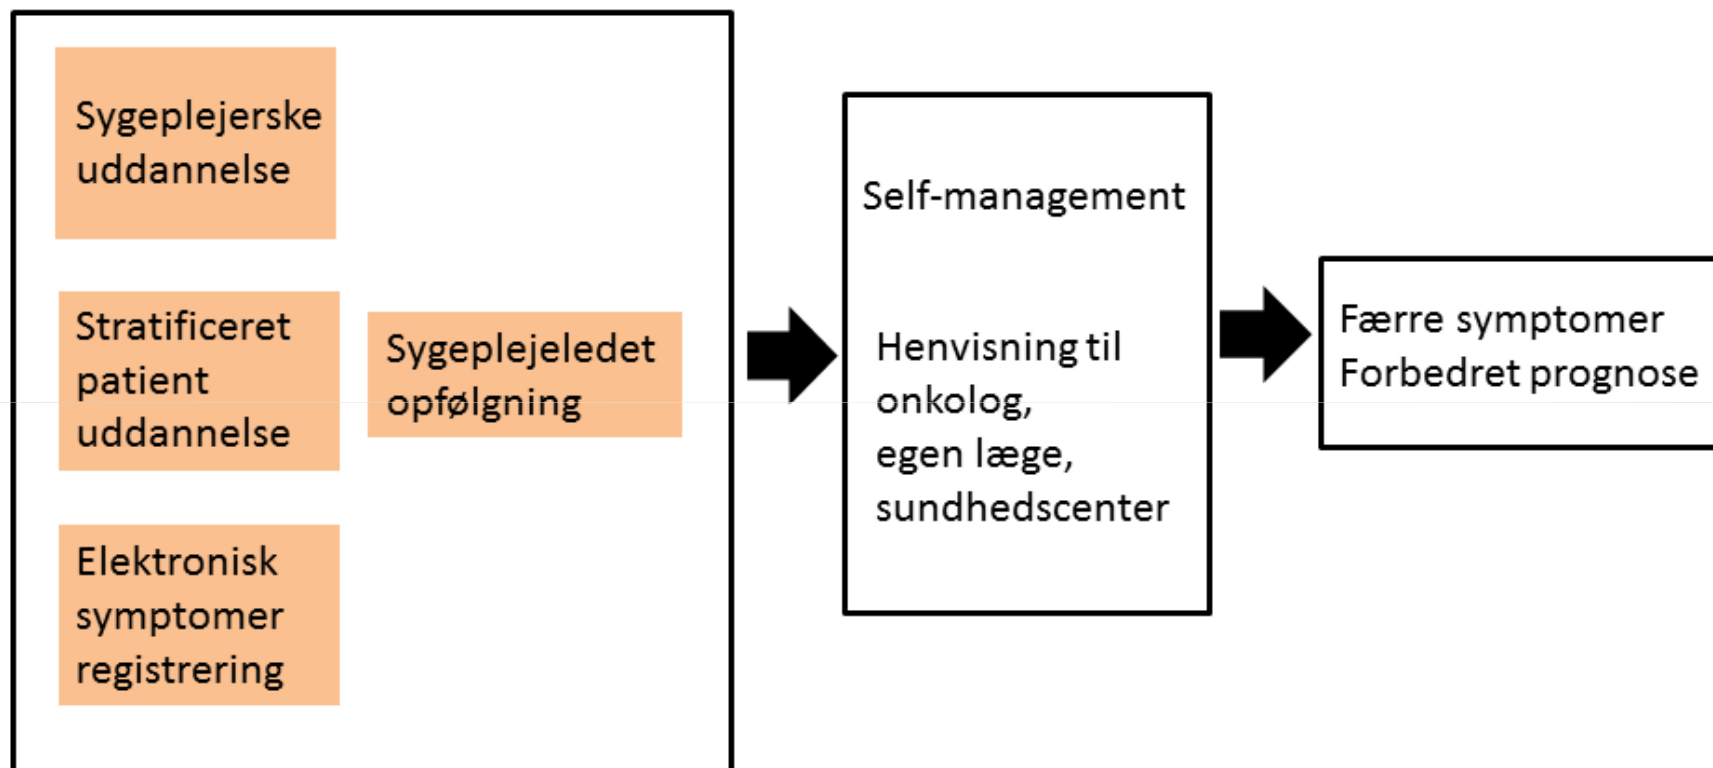 Sygeplejerske
uddannelse
Stratificeret
patient
uddannelse
Elektronisk
symptomer
registrering
Sygeplejeledet
opfølgning
Self-management
Henvisning til
onkolog,
egen læge,
sundhedscenter
Færre symptomer
Forbedret prognose